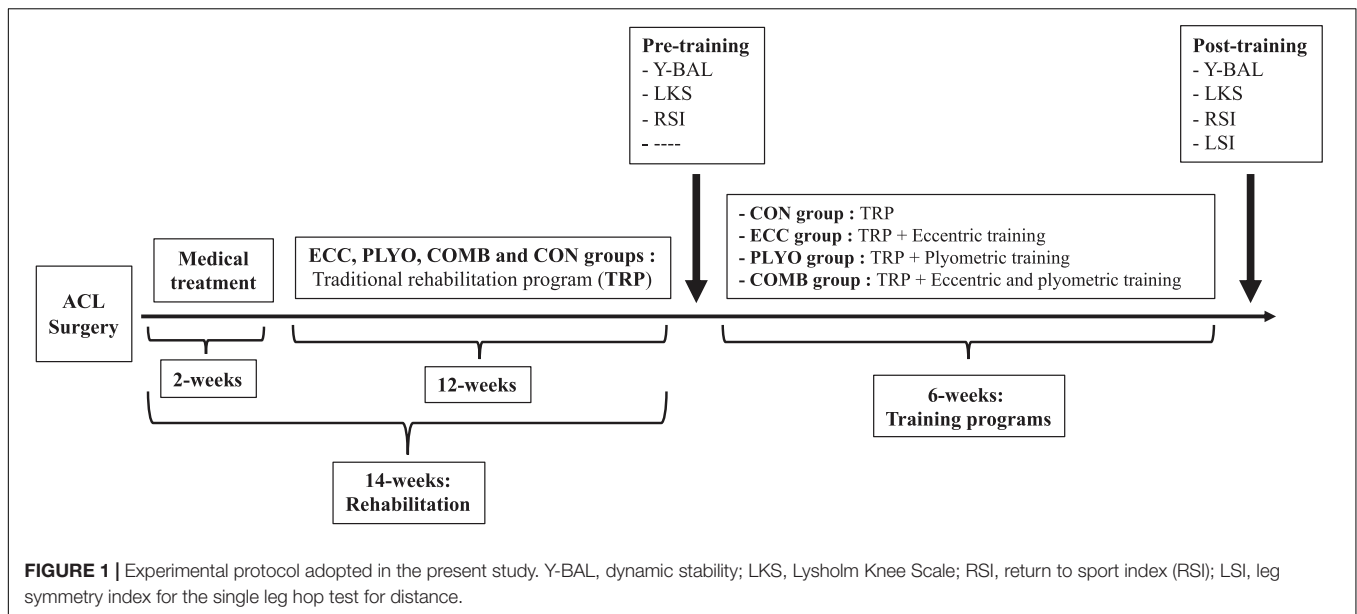 Pre-training
- Y-BAL
- LKS
- RSI
- ----
Post-training
- Y-BAL
- LKS
- RSI
- LSI
ACL
Surgery
Medical
treatment
ECC, PLYO, COMB and CON groups :
Traditional rehabilitation program (TRP)
- CON group : TRP
- ECC group : TRP + Eccentric training
- PLYO group : TRP + Plyometric training
- COMB group : TRP + Eccentric and plyometric training
2-weeks
12-weeks
6-weeks:
Training programs
14-weeks:
Rehabilitation
FIGURE 1 | Experimental protocol adopted in the present study. Y-BAL, dynamic stability; LKS, Lysholm Knee Scale; RSI, return to sport index (RSI); LSI, leg
symmetry index for the single leg hop test for distance.